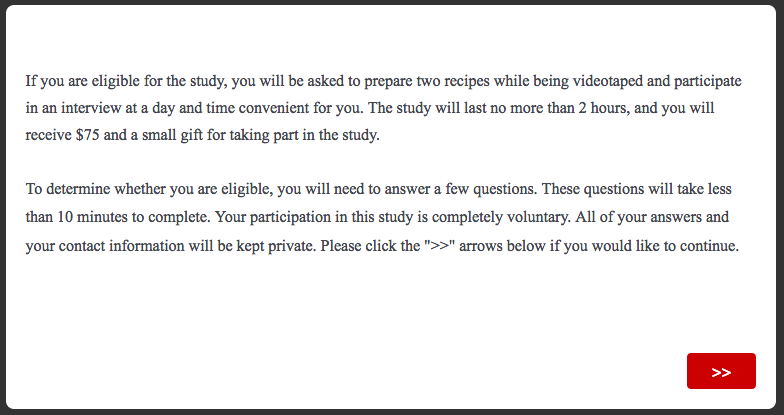 If you are eligible for the study, you will be asked to prepare two recipes while being videotaped and participate
in an interview at a day and time convenient for you. The study will last no more than 2 hours, and you will
receive $75 and a small gift for taking part in the study.
To determine whether you are eligible, you will need to answer a few questions. These questions will take less
than 10 minutes to complete. Your participation in this study is completely voluntary. All of your answers and
your contact information will be kept private. Please click the ">>" arrows below if you would like to continue.
>>